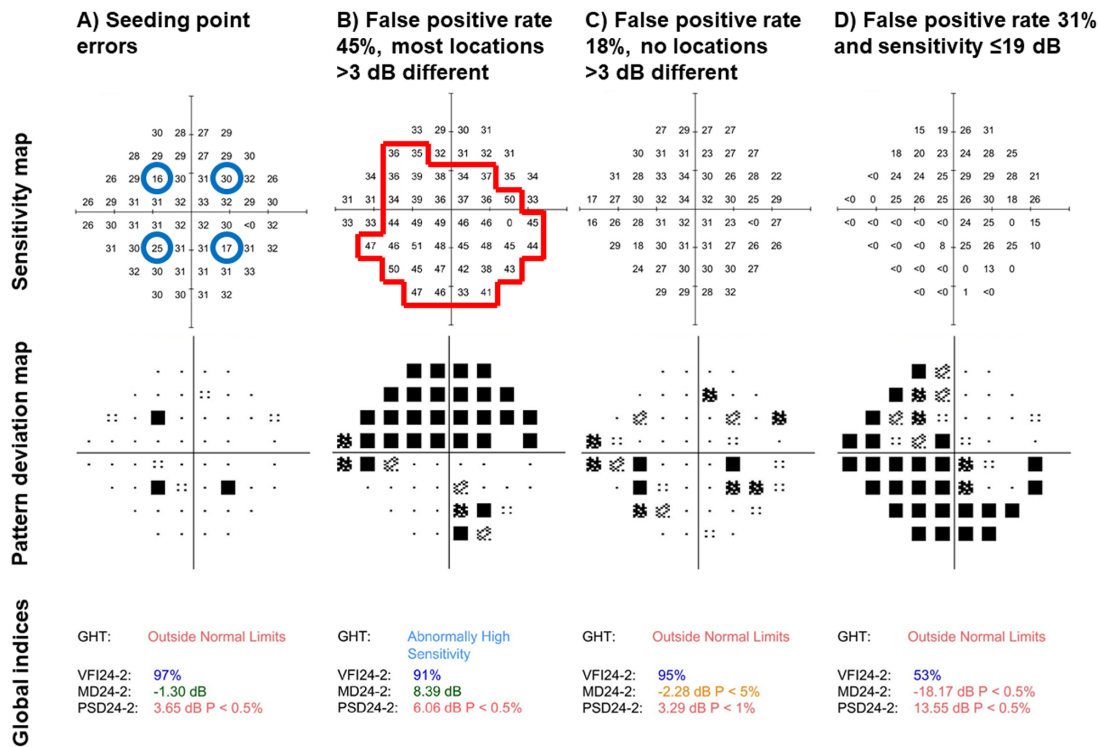 A) Seeding point
errors
B) False positive rate
45%, most locations
>3 dB different
C) False positive rate
18%, no locations
>3 dB different
D) False positive rate 31%
and sensitivity ≤19 dB
Sensitivity map
30 28 27 29
28 29 29 27 29 30
26 29 16 30 31 30 32 26
26 29 31 31 32 33 32 29 30
26 30 31 31 32 32 30 <0 32
31 30 25 31 31 17 31 32
32 30 31 31 31 33
30 30 31 32
33 29 30 31
36 35 32 31 32 31
34 36 39 38 34 37 35 34
31 31 34 39 36 37 36 50 33
33 33 44 49 46 46 46 0 45
47 46 51 48 45 48 45 44
50 45 47 42 38 43
47 46 33 41
27 29 27 27
30 31 23 27 30 27
31 28 33 34 30 26 28 22
17 27 30 32 34 32 30 25 29
16 26 28 31 32 31 23 <0 27
29 18 30 31 31 27 26 26
24 27 30 30 30 27
29 29 28 32
15 19 26 31
18 20 23 24 28 25
<0 24 24 25 29 29 28 21
<0 0 25 24 25 26 30 18 26
<0 <0 <0 <0 <0 24 25 0 15
<0 <0 <0 8 25 26 25 10
<0 <0 <0 0 13 0
<0 <0 1 <0
Pattern deviation map
Global indices
GHT: Outside Normal Limits
VFI24-2: 97%
MD24-2: -1.30 dB
PSD24-2: 3.65 dB P < 0.5%
GHT: Abnormally High
Sensitivity
VFI24-2: 91%
MD24-2: 8.39 dB
PSD24-2: 6.06 dB P < 0.5%
GHT: Outside Normal Limits
VFI24-2: 95%
MD24-2: -2.28 dB P < 5%
PSD24-2: 3.29 dB P < 1%
GHT: Outside Normal Limits
VFI24-2: 53%
MD24-2: -18.17 dB P < 0.5%
PSD24-2: 13.55 dB P < 0.5%